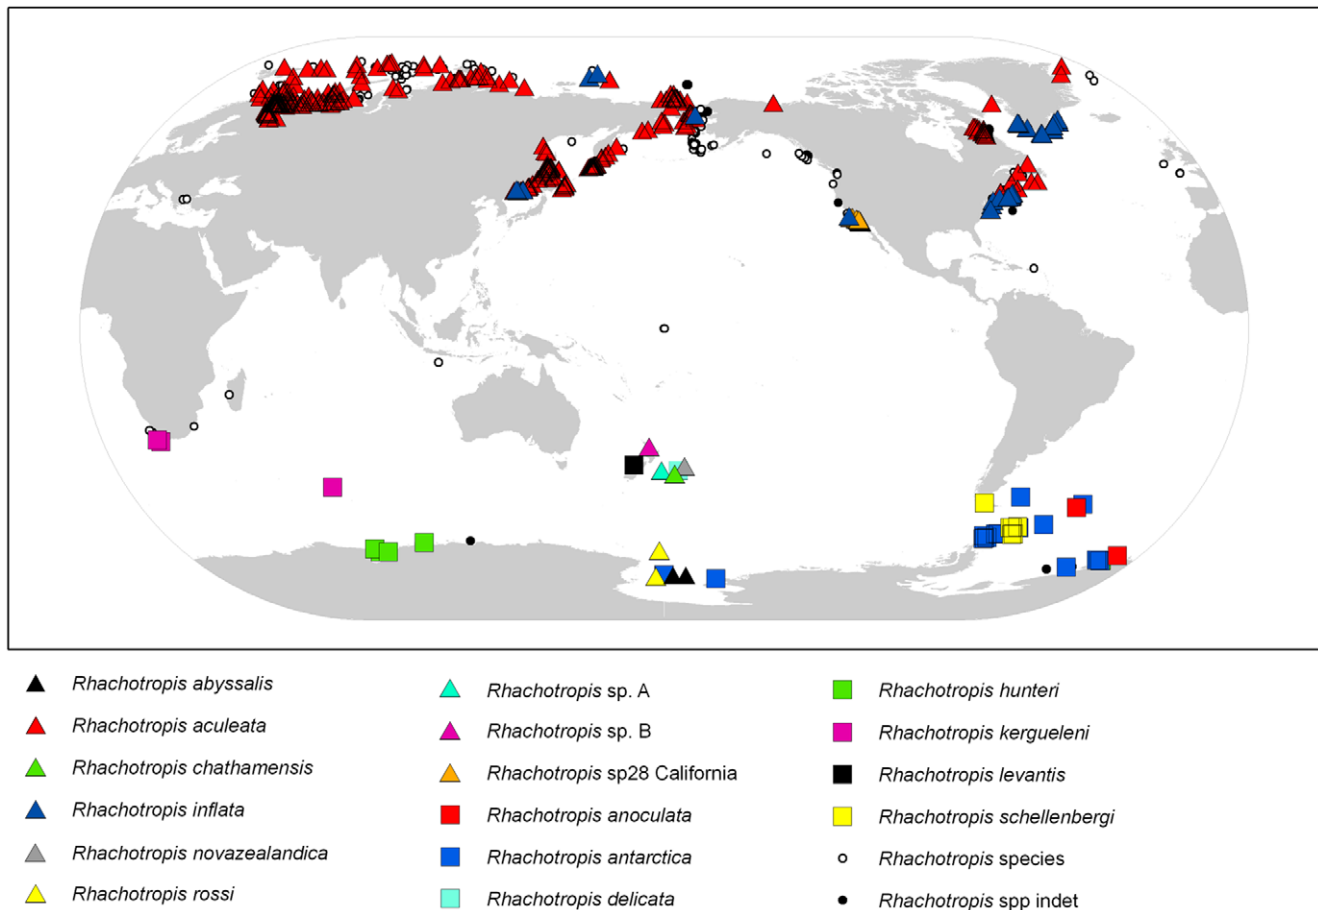 Rhachotropis abyssalis
Rhachotropis aculeata
Rhachotropis chathamensis
Rhachotropis inflata
Rhachotropis novazealandica
Rhachotropis rossi
Rhachotropis sp. A
Rhachotropis sp. B
Rhachotropis sp28 California
Rhachotropis anoculata
Rhachotropis antarctica
Rhachotropis delicata
Rhachotropis hunteri
Rhachotropis kergueleni
Rhachotropis levantis
Rhachotropis schellenbergi
Rhachotropis species
Rhachotropis spp indet